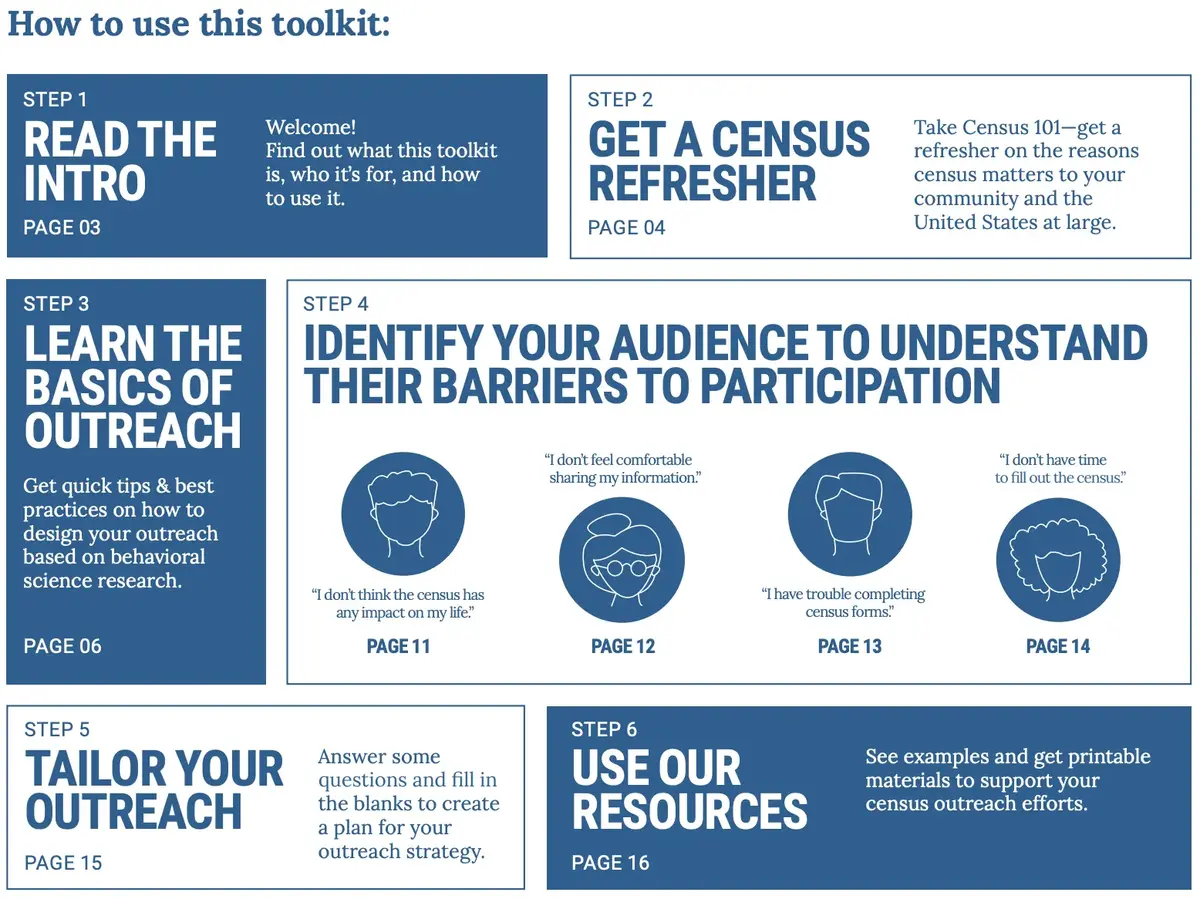 How to use this toolkit:
STEP 1
READ THE
INTRO
PAGE 03
Welcome!
Find out what this toolkit
is, who it’s for, and how
to use it.
STEP 2
GET A CENSUS
REFRESHER
PAGE 04
Take Census 101—get a
refresher on the reasons
census matters to your
community and the
United States at large.
STEP 3
LEARN THE
BASICS OF
OUTREACH
Get quick tips & best
practices on how to
design your outreach
based on behavioral
science research.
PAGE 06
STEP 4
IDENTIFY YOUR AUDIENCE TO UNDERSTAND
THEIR BARRIERS TO PARTICIPATION
“I don’t think the census has
any impact on my life.”
PAGE 11
“I don’t feel comfortable
sharing my information.”
PAGE 12
“I have trouble completing
census forms.”
PAGE 13
“I don’t have time
to fill out the census.”
PAGE 14
STEP 5
TAILOR YOUR
OUTREACH
PAGE 15
Answer some
questions and fill in
the blanks to create
a plan for your
outreach strategy.
STEP 6
USE OUR
RESOURCES
PAGE 16
See examples and get printable
materials to support your
census outreach efforts.